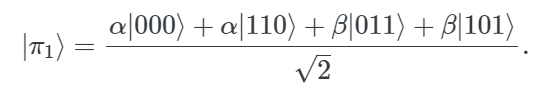 |π₁⟩ = (α|000⟩ + α|110⟩ + β|011⟩ + β|101⟩) / √2.